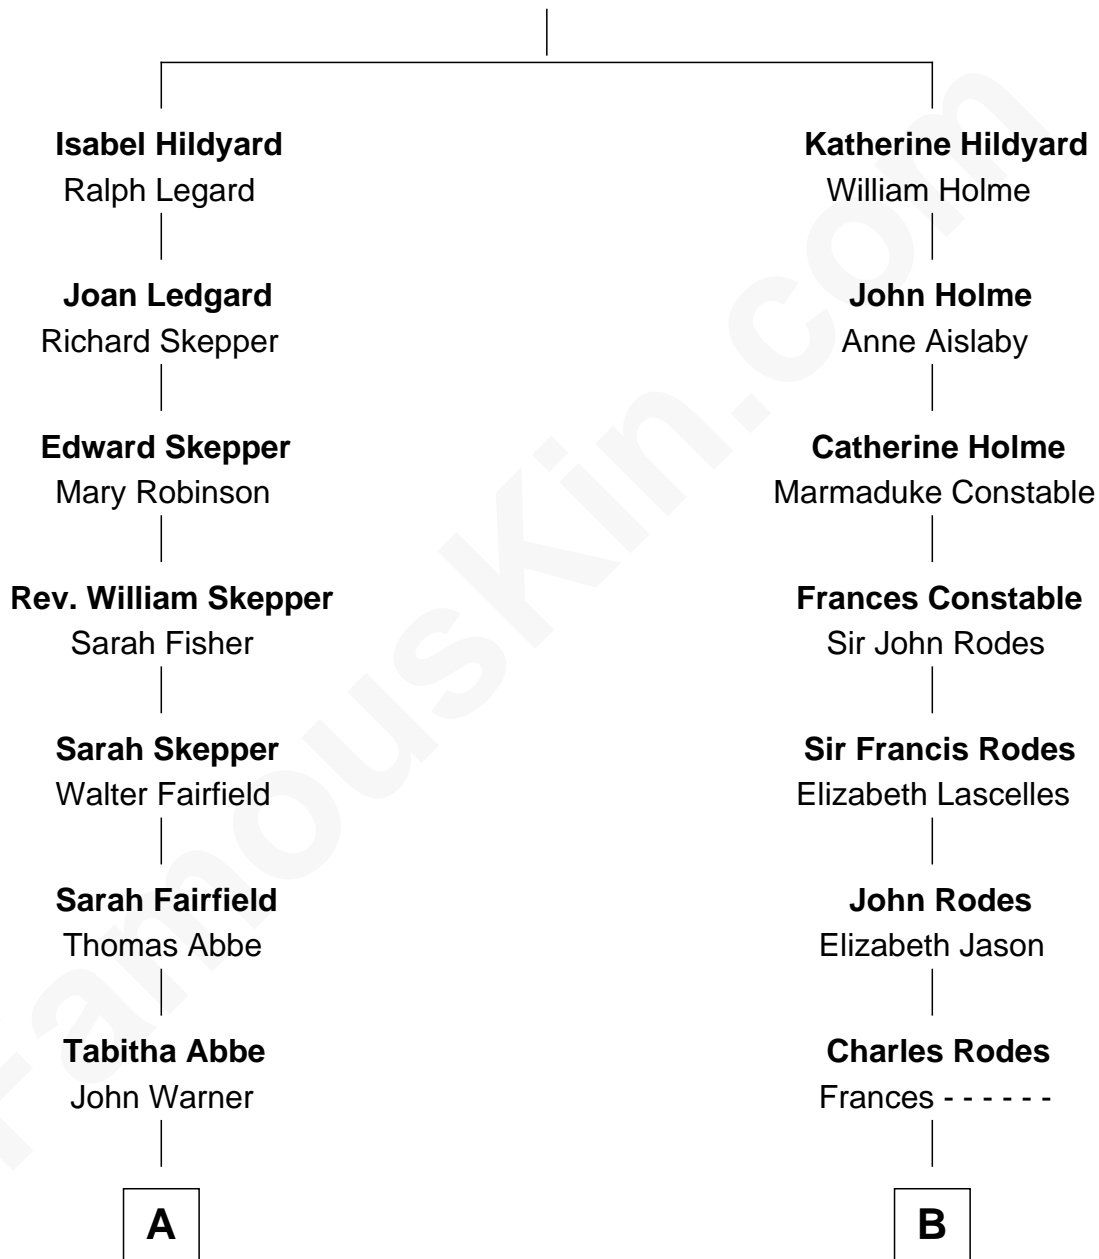 Isabel Hildyard
Ralph Legard
Joan Ledgard
Richard Skepper
Edward Skepper
Mary Robinson
Rev. William Skepper
Sarah Fisher
Sarah Skepper
Walter Fairfield
Sarah Fairfield
Thomas Abbe
Tabitha Abbe
John Warner
A
Katherine Hildyard
William Holme
John Holme
Anne Aislaby
Catherine Holme
Marmaduke Constable
Frances Constable
Sir John Rodes
Sir Francis Rodes
Elizabeth Lascelles
John Rodes
Elizabeth Jason
Charles Rodes
Frances - - - - - -
B
FamousKin.com